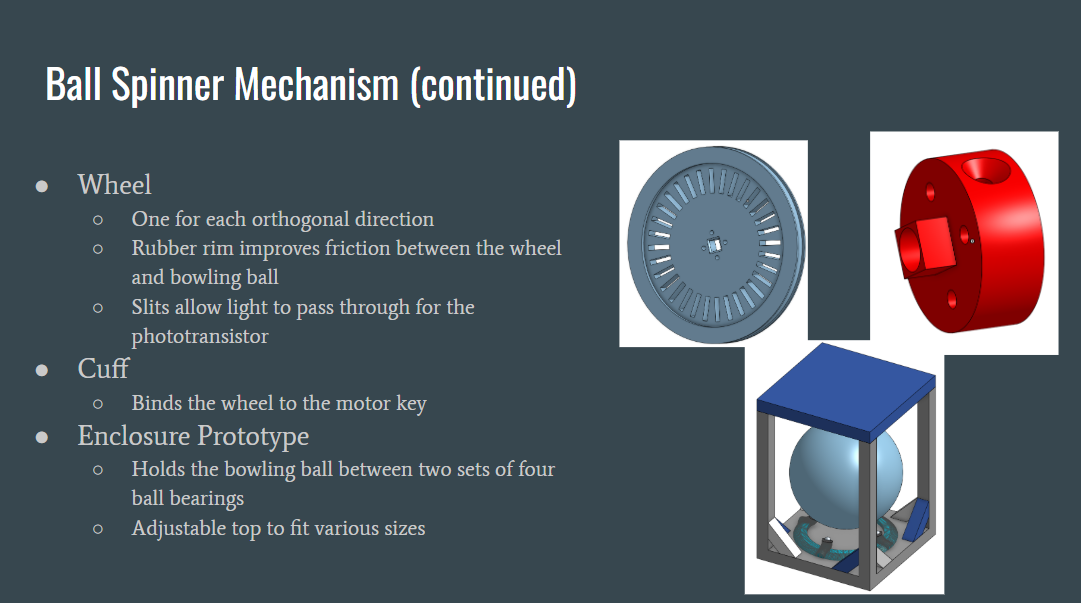 Ball Spinner Mechanism (continued)
● Wheel
○ One for each orthogonal direction
○ Rubber rim improves friction between the wheel
and bowling ball
○ Slits allow light to pass through for the
phototransistor
● Cuff
○ Binds the wheel to the motor key
● Enclosure Prototype
○ Holds the bowling ball between two sets of four
ball bearings
○ Adjustable top to fit various sizes